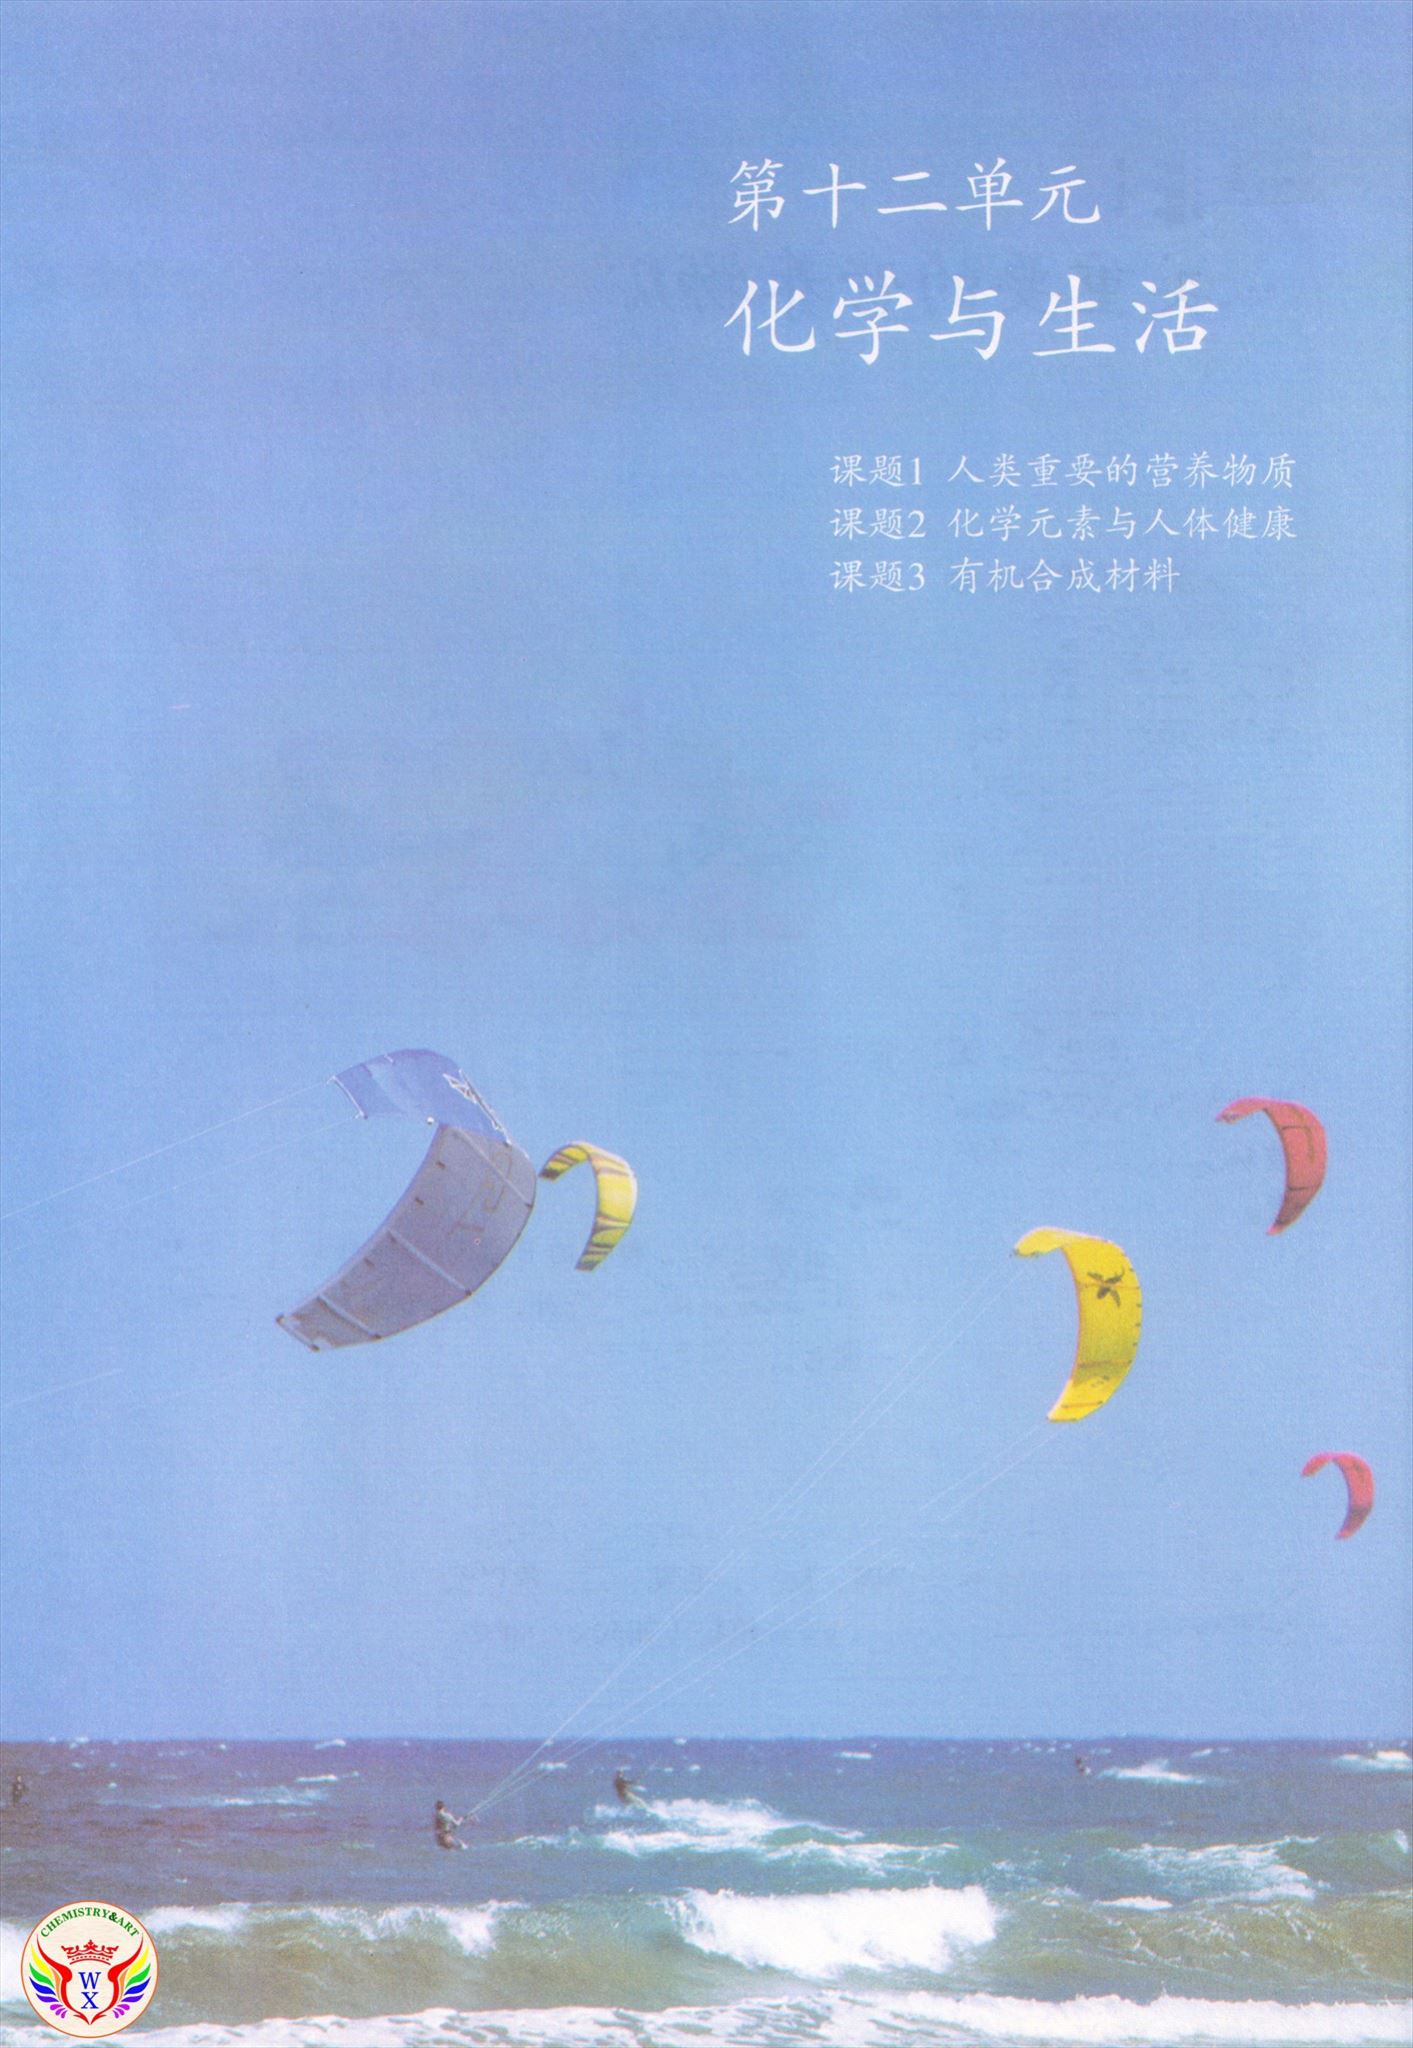 第十二单元
化学与生活
课题1 人类重要的营养物质
课题2 化学元素与人体健康
课题3 有机合成材料
CHEMISTRY&ART
W
X